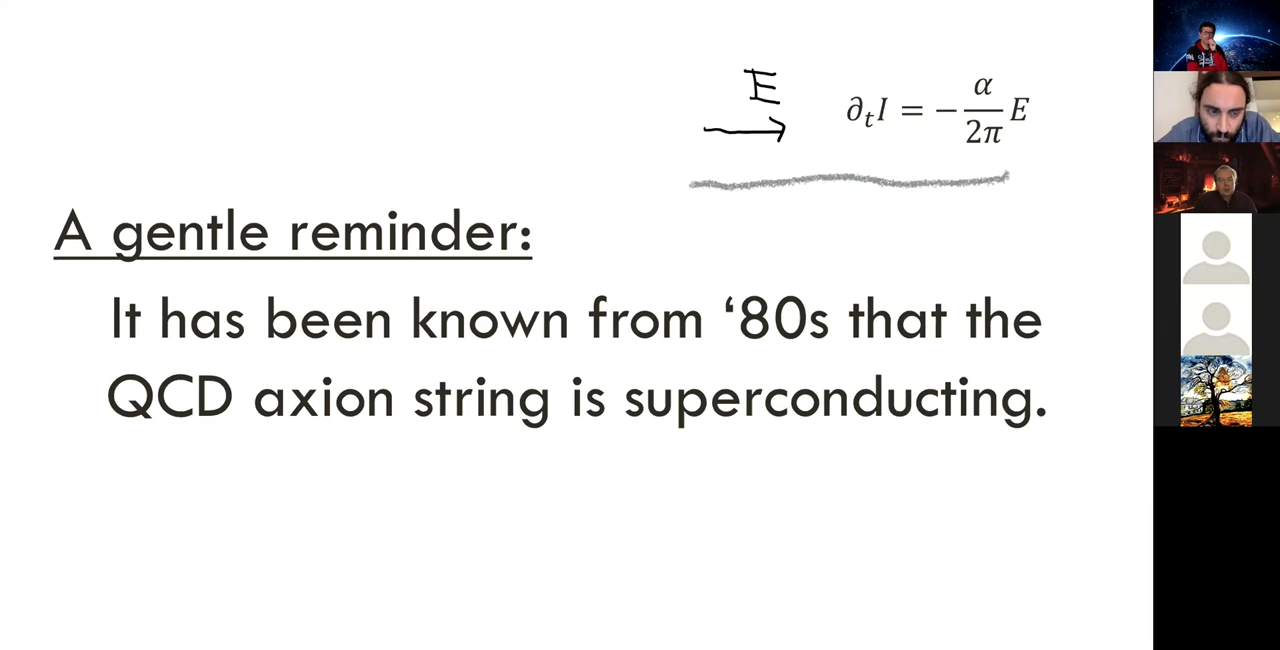 E
∂ₜI = −α/2π E
A gentle reminder:
It has been known from ‘80s that the
QCD axion string is superconducting.